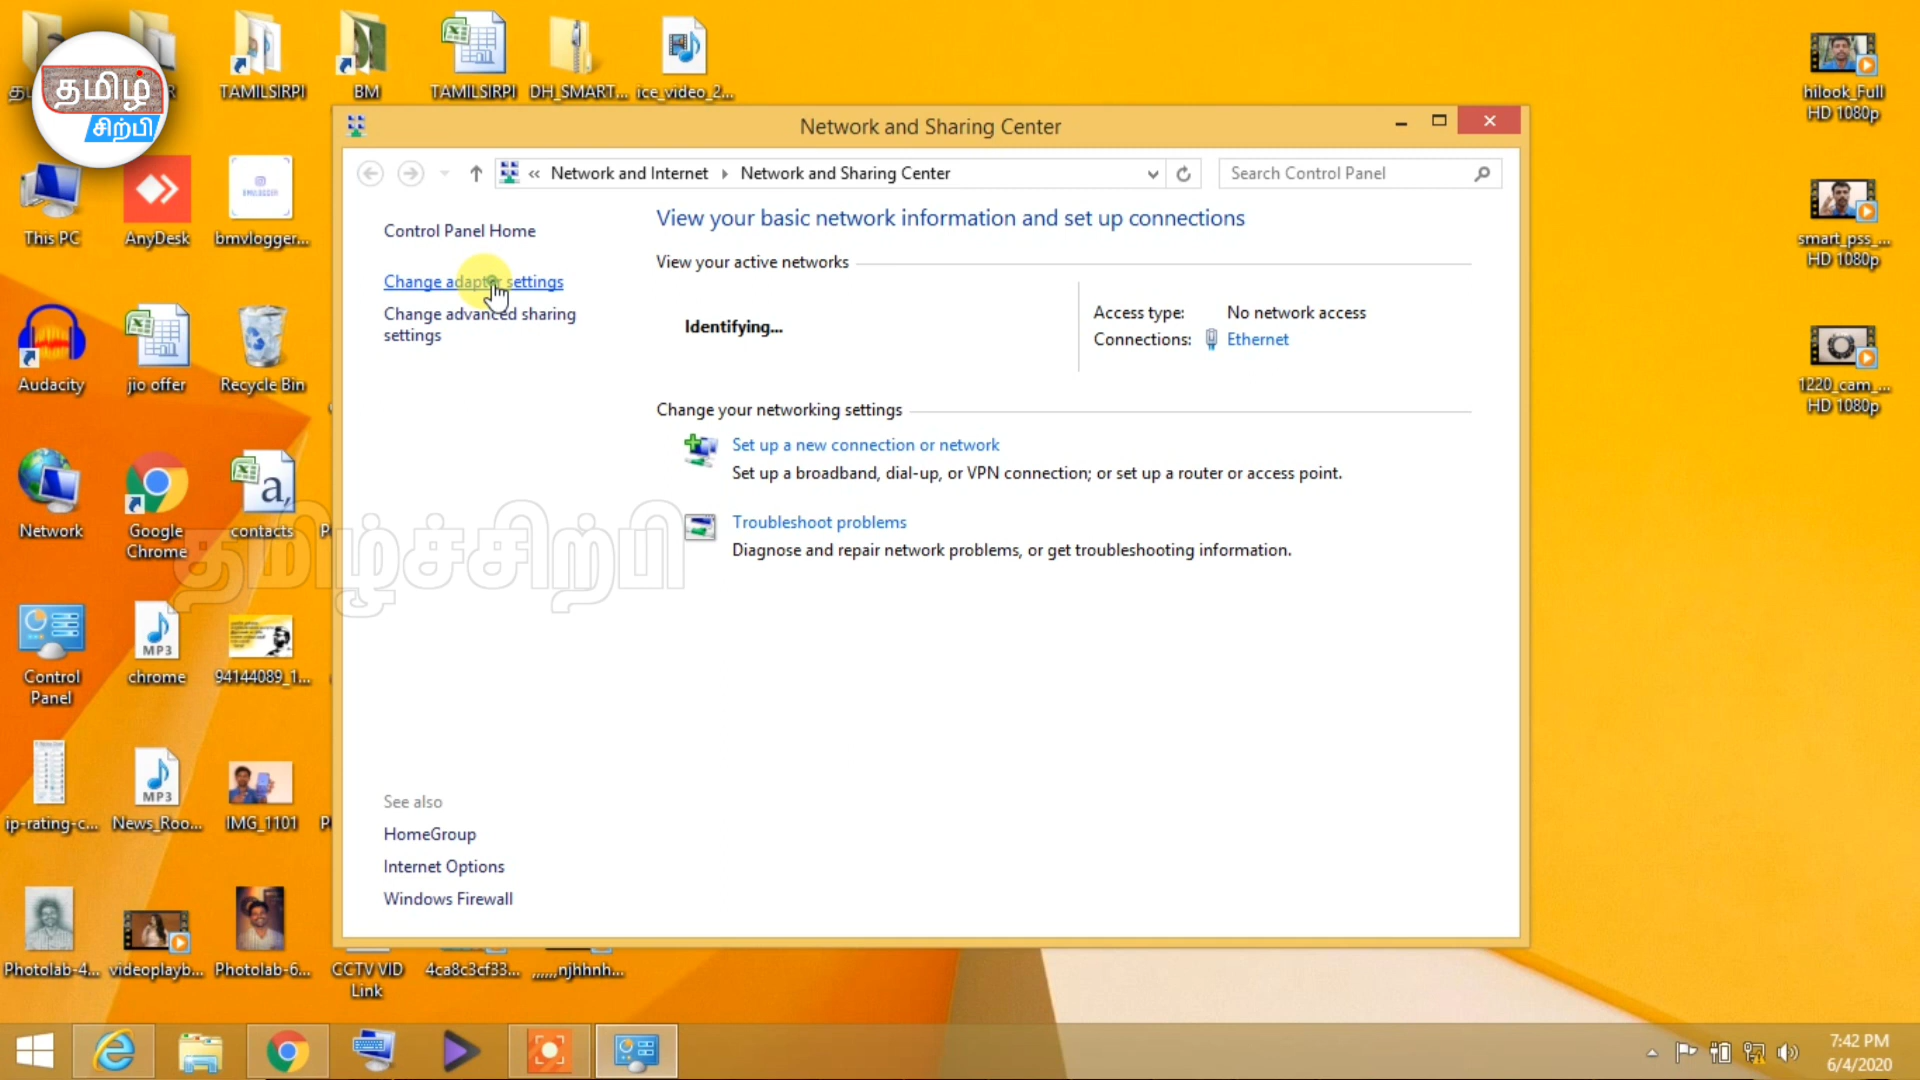 தமிழ்
சிற்பி
TAMILSIRPI
BM
TAMILSIRPI
DH_SMART...
ice_video_2...
hilook_Full
HD 1080p
Network and Sharing Center
Network and Internet
Network and Sharing Center
Search Control Panel
This PC
AnyDesk
bmvlogger...
smart_pss_...
HD 1080p
Control Panel Home
Change adapter settings
Change advanced sharing
settings
View your basic network information and set up connections
View your active networks
Identifying...
Access type:
No network access
Connections:
Ethernet
Audacity
jio offer
Recycle Bin
1220_cam_...
HD 1080p
Change your networking settings
Set up a new connection or network
Set up a broadband, dial-up, or VPN connection; or set up a router or access point.
Troubleshoot problems
Diagnose and repair network problems, or get troubleshooting information.
Network
Google
Chrome
contacts
தமிழ்ச்சிற்பி
Control
Panel
MP3
chrome
94144089_1...
ip-rating-c...
MP3
News_Roo...
IMG_1101
See also
HomeGroup
Internet Options
Windows Firewall
Photolab-4...
videoplayb...
Photolab-6...
CCTV VID
Link
4ca8c3cf33...
,,,,,,njhhnh...
7:42 PM
6/4/2020